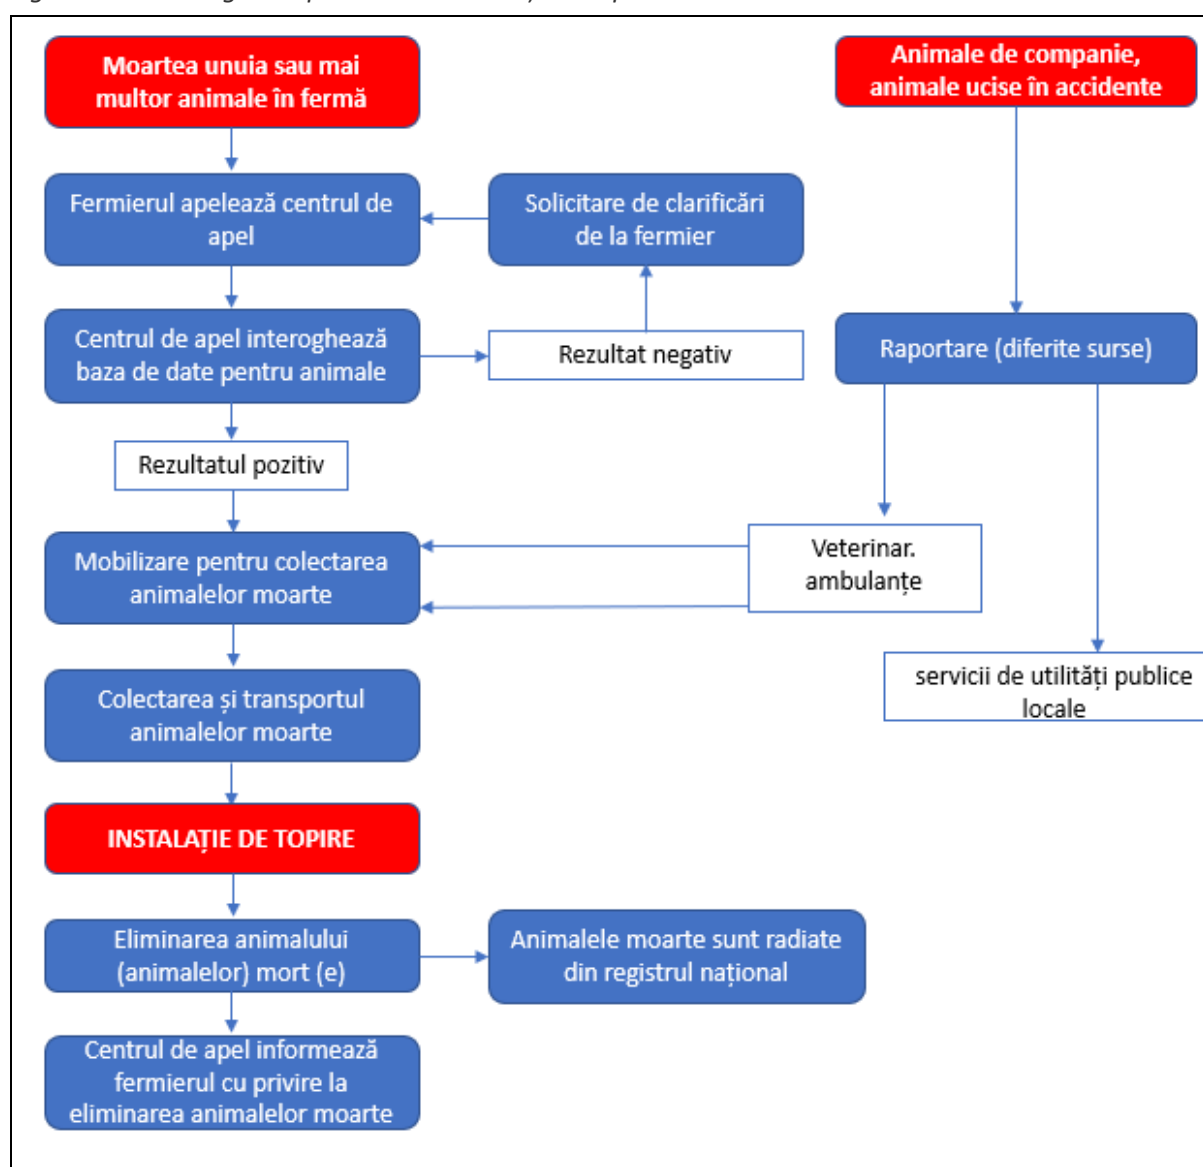 Moartea unuia sau mai
multor animale în fermă
Animale de companie,
animale ucise în accidente
Fermierul apelează centrul de
apel
Solicitare de clarificări
de la fermier
Centrul de apel interoghează
baza de date pentru animale
Rezultat negativ
Raportare (diferite surse)
Rezultatul pozitiv
Mobilizare pentru colectarea
animalelor moarte
Veterinar.
ambulanțe
servicii de utilități publice
locale
Colectarea și transportul
animalelor moarte
INSTALAȚIE DE TOPIRE
Eliminarea animalului
(animalelor) mort (e)
Animalele moarte sunt radiate
din registrul național
Centrul de apel informează
fermierul cu privire la
eliminarea animalelor moarte